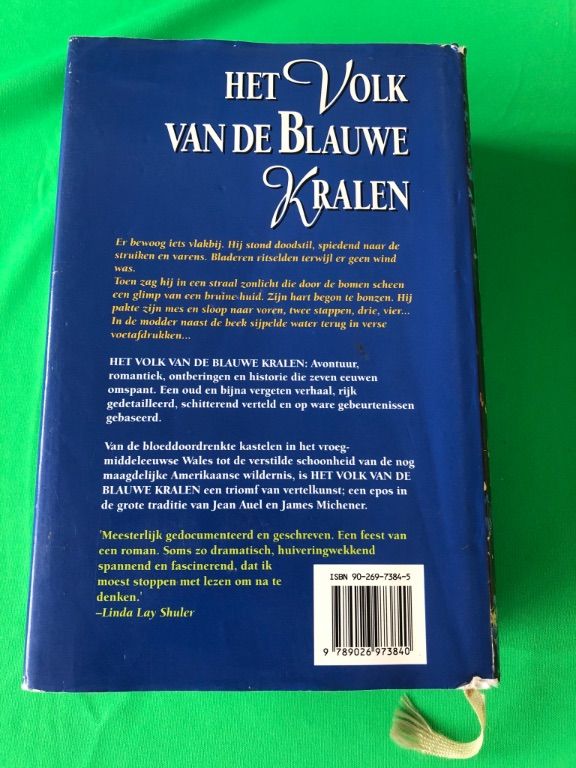 HET VOLK
VAN DE BLAUWE
KRALEN
Er bewoog iets vlakbij. Hij stond doodstil, spiedend naar de
struiken en varens. Bladeren ritselden terwijl er geen wind
was.
Toen zag hij in een straal zonlicht die door de bomen scheen
een glimp van een bruine huid. Zijn hart begon te bonzen. Hij
pakte zijn mes en sloop naar voren, twee stappen, drie, vier...
In de modder naast de beek sijpelde water terug in verse
voetafdrukken...
HET VOLK VAN DE BLAUWE KRALEN: Avontuur,
romantiek, ontberingen en historie die zeven eeuwen
omspant. Een oud en bijna vergeten verhaal, rijk
gedetailleerd, schitterend verteld en op ware gebeurtenissen
gebaseerd.
Van de bloeddoordrenkte kastelen in het vroeg-
middeleeuwse Wales tot de verstilde schoonheid van de nog
maagdelijke Amerikaanse wildernis, is HET VOLK VAN DE
BLAUWE KRALEN een triomf van vertelkunst; een epos in
de grote traditie van Jean Auel en James Michener.
'Meesterlijk gedocumenteerd en geschreven. Een feest van
een roman. Soms zo dramatisch, huiveringwekkend
spannend en fascinerend, dat ik
moest stoppen met lezen om na te
denken.'
–Linda Lay Shuler
ISBN 90-269-7384-5
9 789026 973840